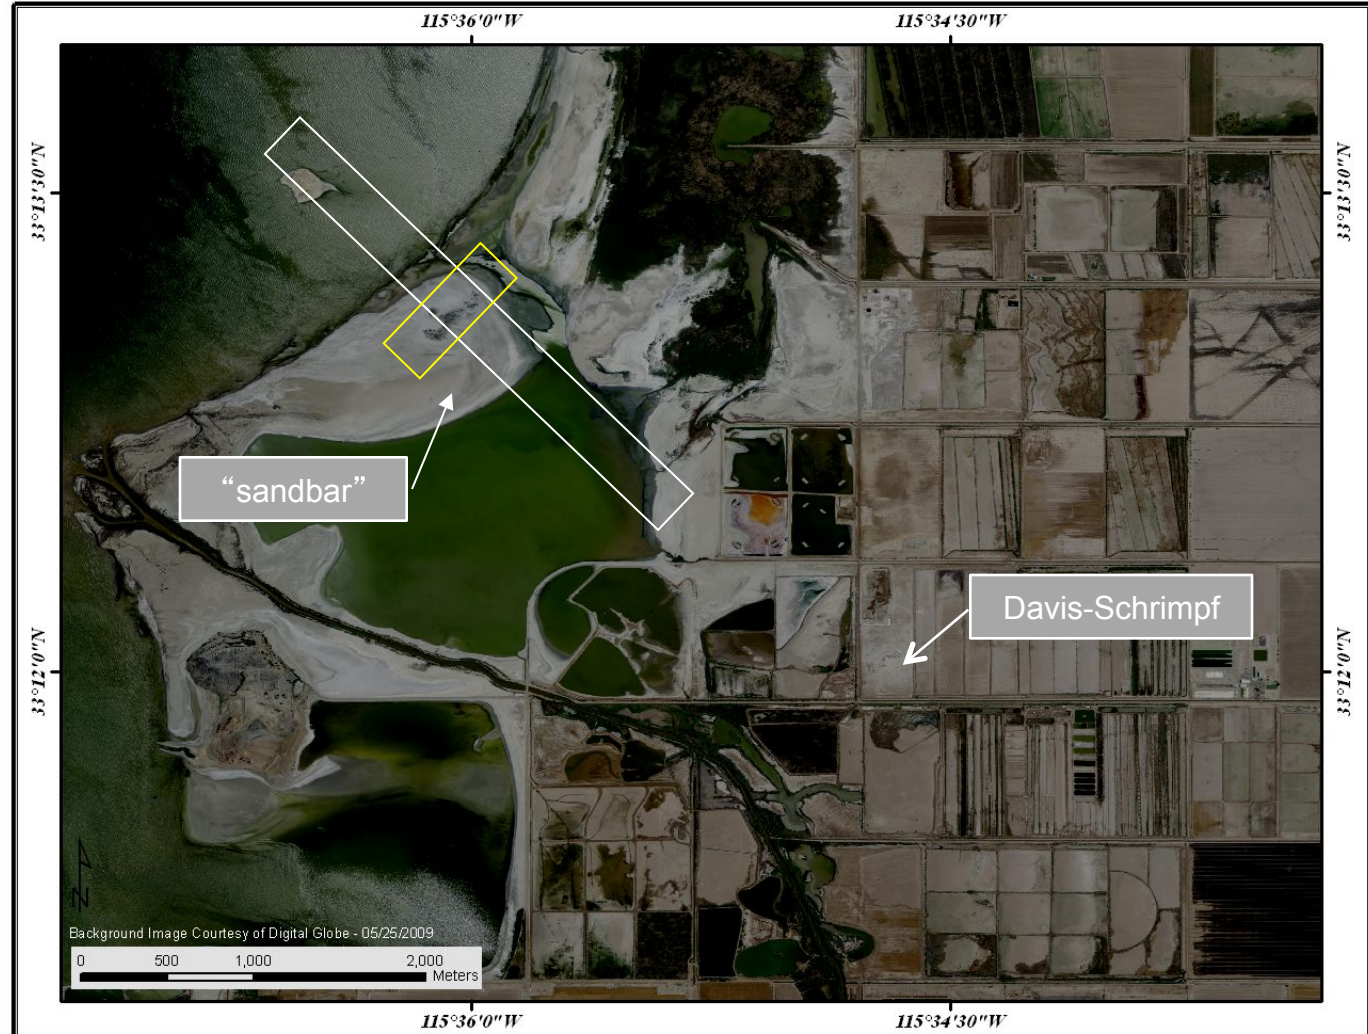 115°36'0"W 115°34'30"W
33°13'30"N 33°13'30"N
“sandbar”
Davis-Schrimpf
33°12'0"N 33°12'0"N
N
Background Image Courtesy of Digital Globe - 05/25/2009
0 500 1,000 2,000
Meters
115°36'0"W 115°34'30"W